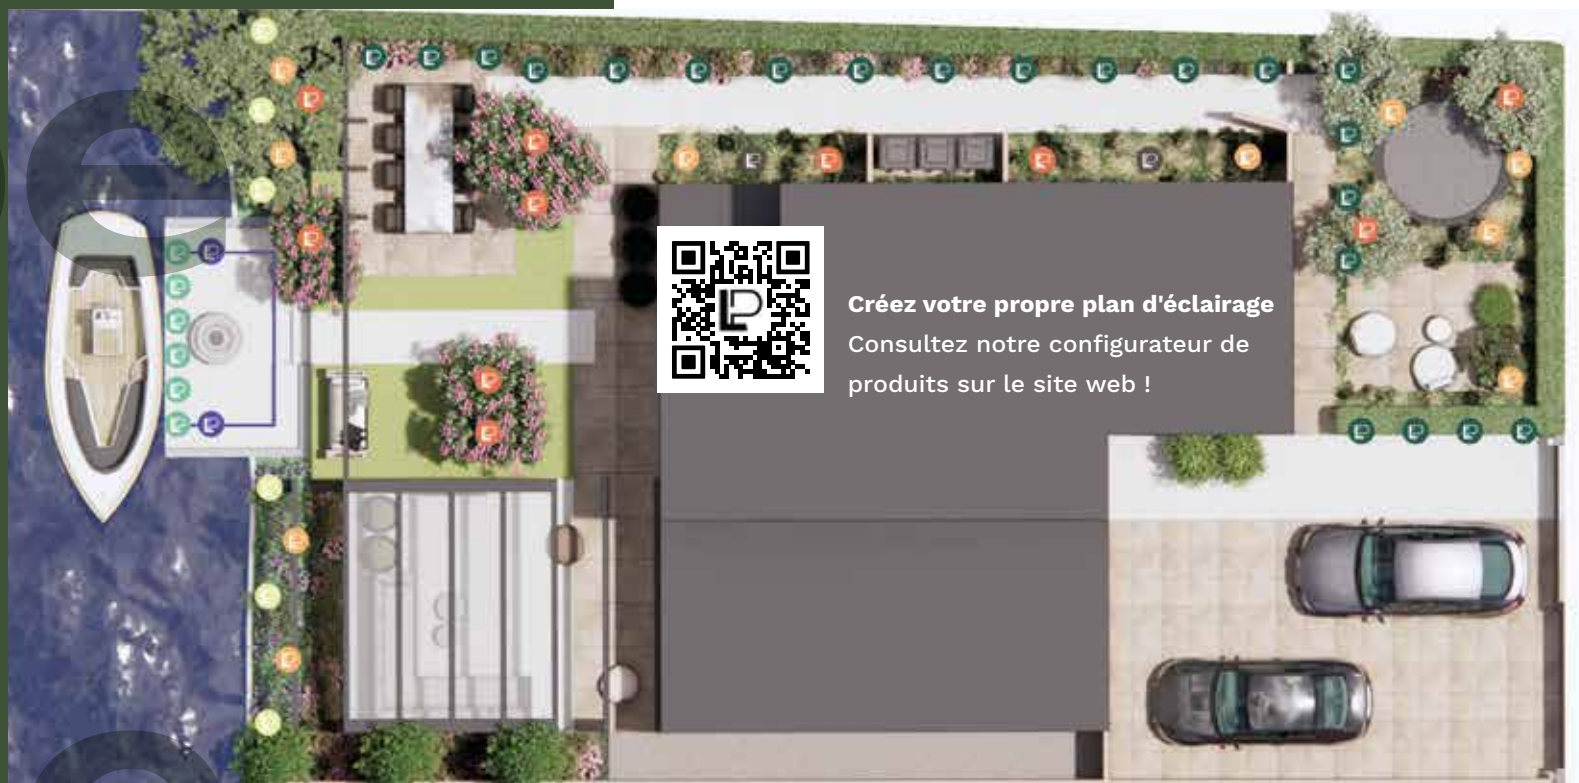 Créez votre propre plan d'éclairage
Consultez notre configurateur de
produits sur le site web !